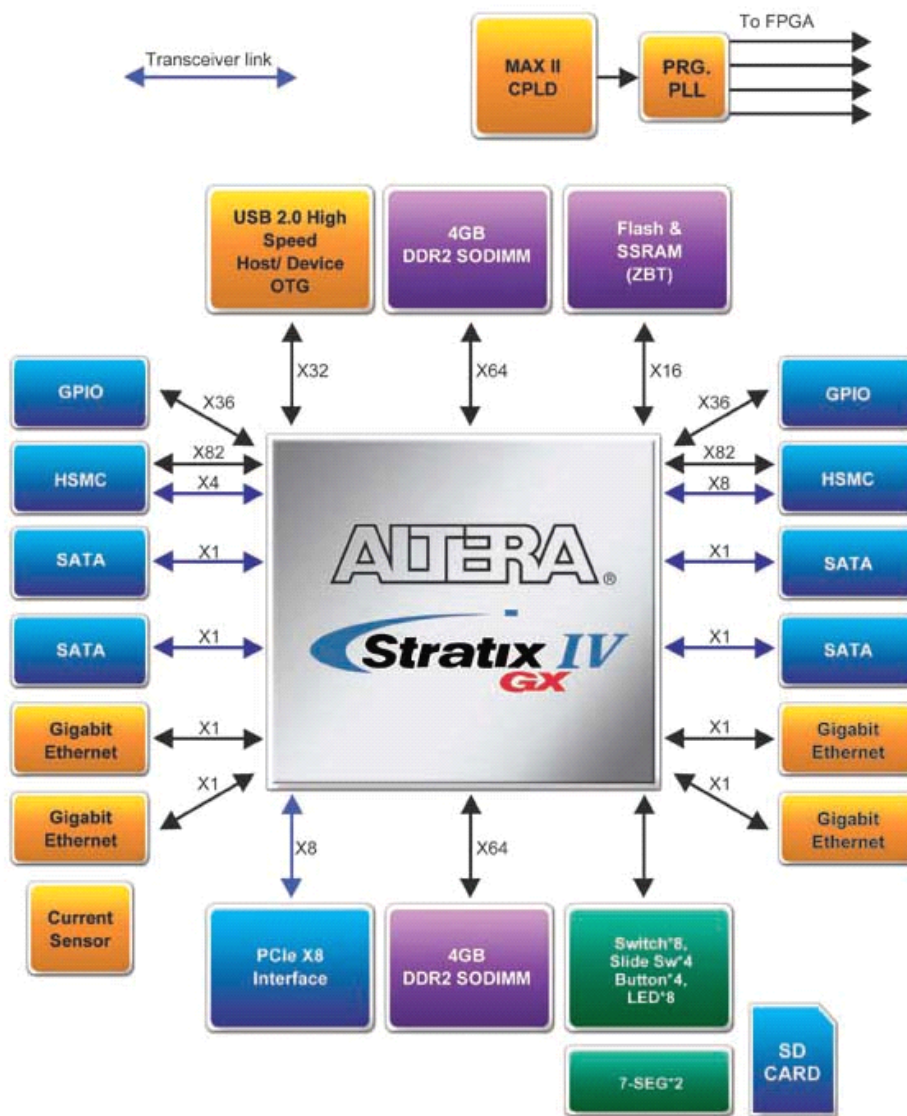 Transceiver link
MAX II
CPLD
PRG.
PLL
To FPGA
USB 2.0 High
Speed
Host/ Device
OTG
4GB
DDR2 SODIMM
Flash &
SSRAM
(ZBT)
X32
X64
X16
GPIO
X36
X36
GPIO
HSMC
X82
X4
X82
X8
HSMC
SATA
X1
X1
SATA
SATA
X1
X1
SATA
Gigabit
Ethernet
X1
X1
Gigabit
Ethernet
Gigabit
Ethernet
X1
X1
Gigabit
Ethernet
ALTERA®
Stratix IV
GX
X8
X64
Current
Sensor
PCIe X8
Interface
4GB
DDR2 SODIMM
Switch*8,
Slide Sw*4
Button*4,
LED*8
7-SEG*2
SD
CARD